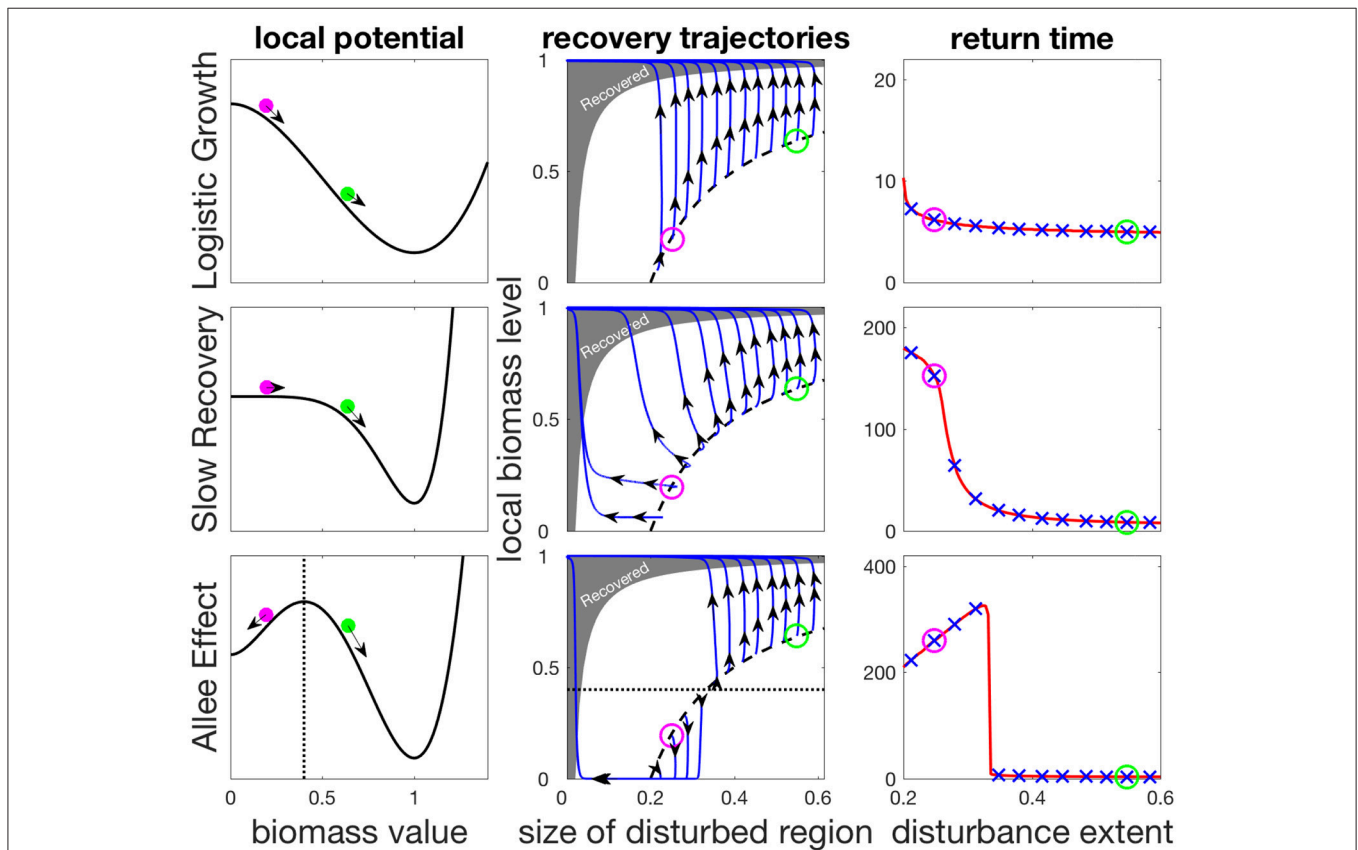 local potential
recovery trajectories
return time
Logistic Growth
1
0.5
0
Recovered
20
10
0
Slow Recovery
local biomass level
1
0.5
0
Recovered
200
100
0
Allee Effect
1
0.5
0
Recovered
400
200
0
0 0.5 1
0 0.2 0.4 0.6
0.2 0.4 0.6
biomass value
size of disturbed region
disturbance extent